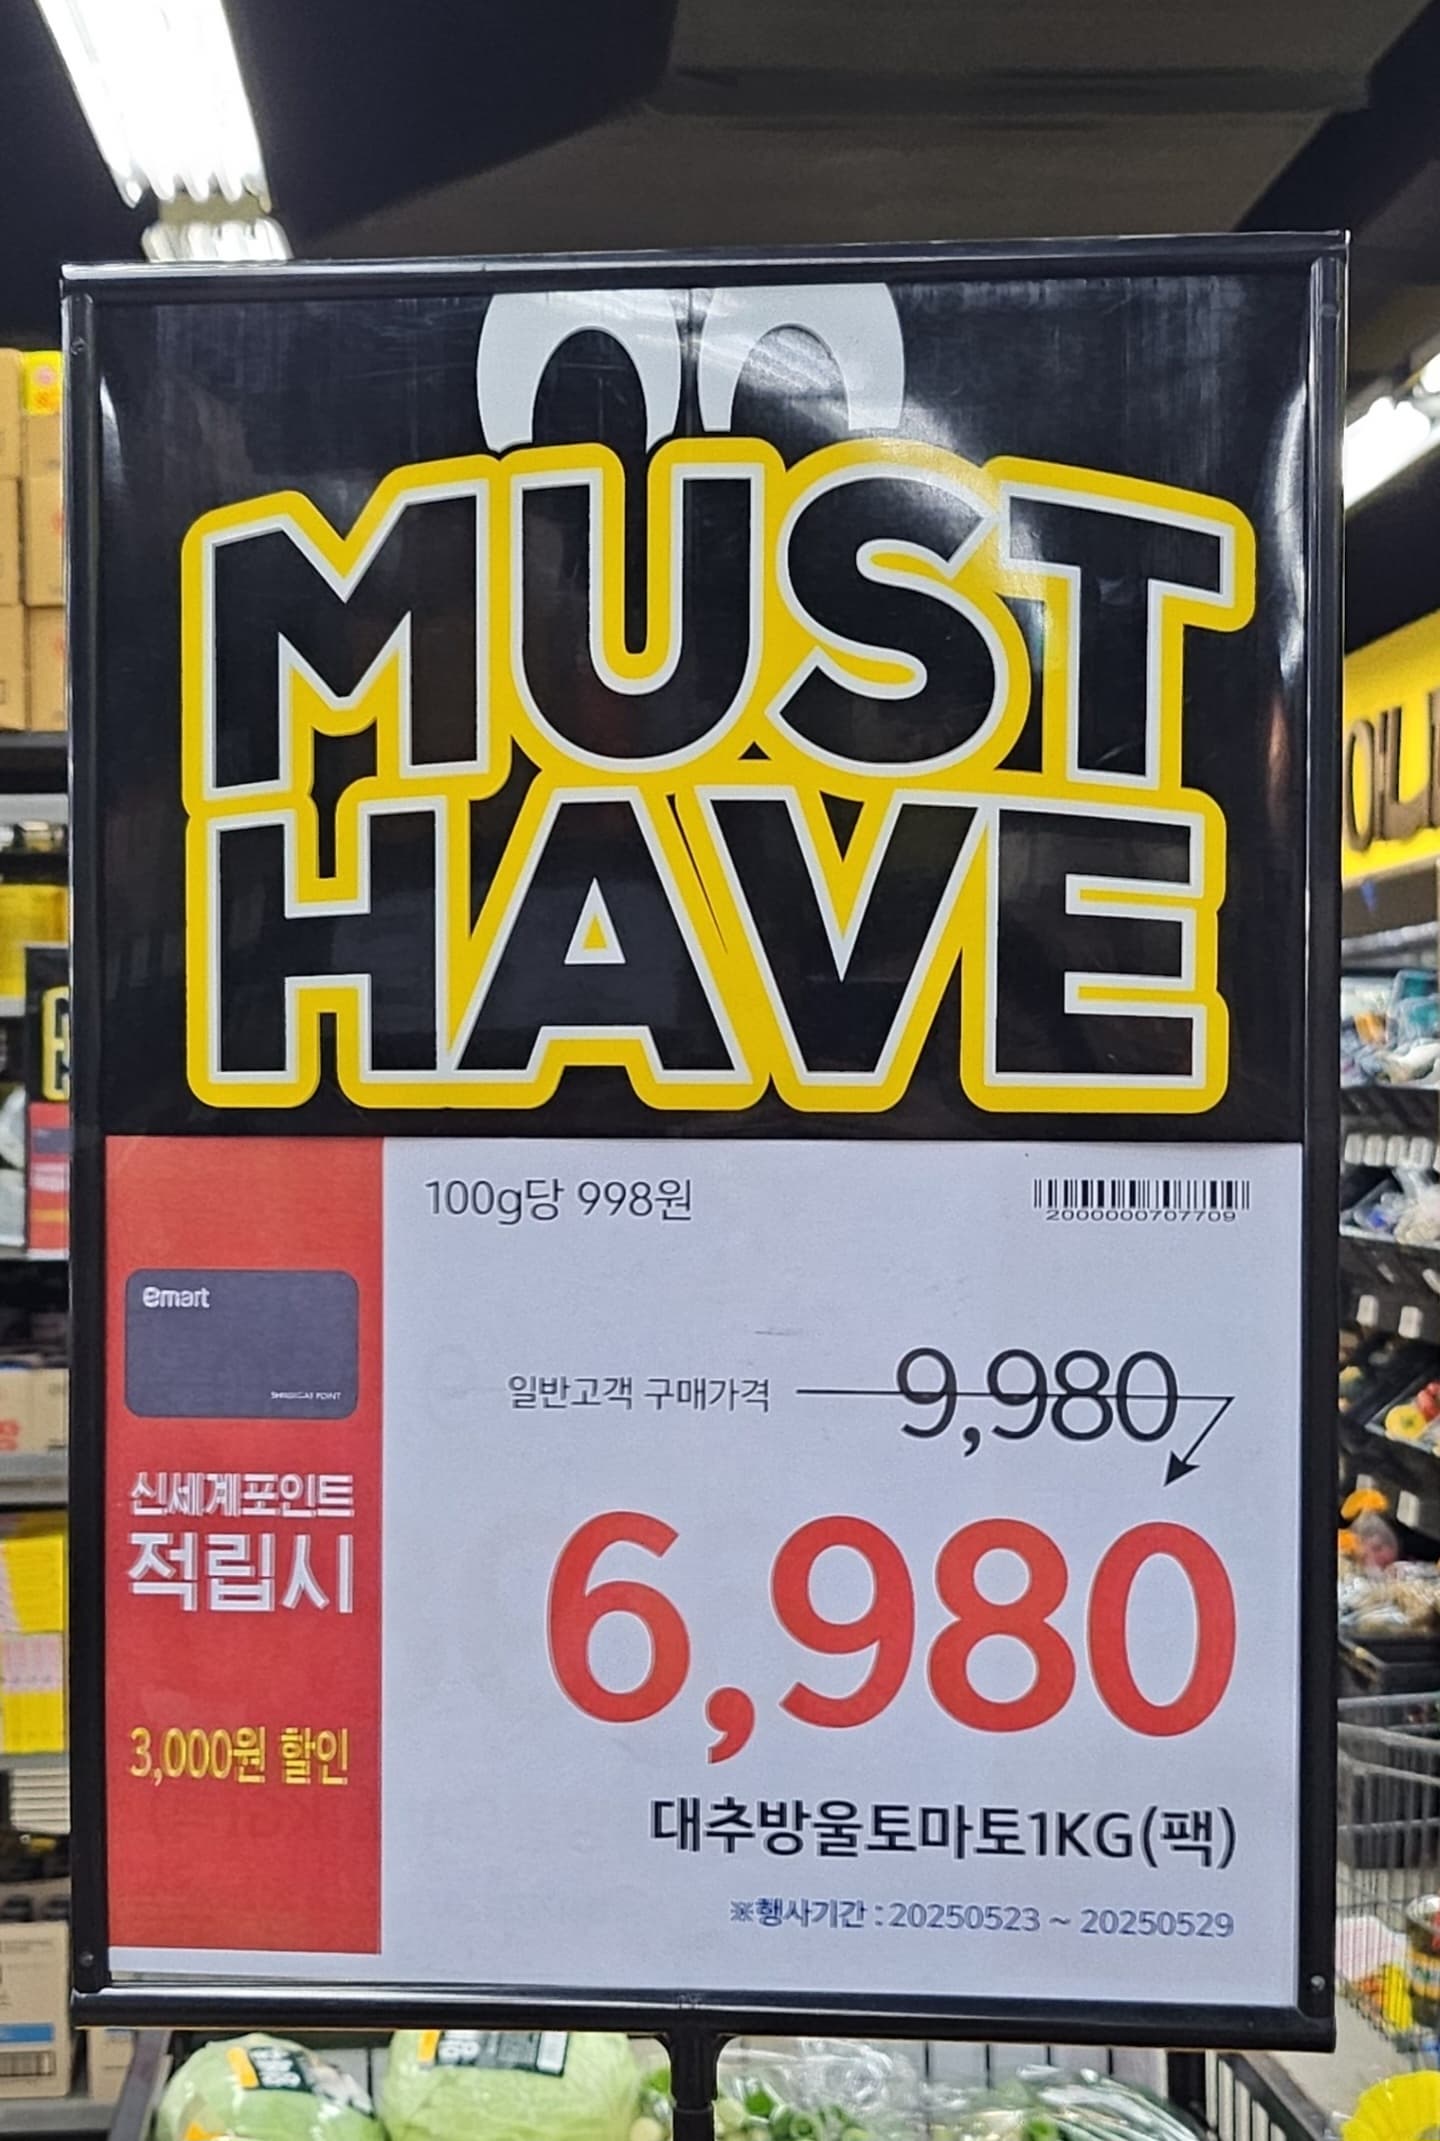 MUST
HAVE
100g당 998원
2000000707709
emart
SHINSEGAE POINT
일반고객 구매가격 9,980
신세계포인트
적립시
6,980
3,000원 할인
대추방울토마토1KG(팩)
※행사기간 : 20250523 ~ 20250529